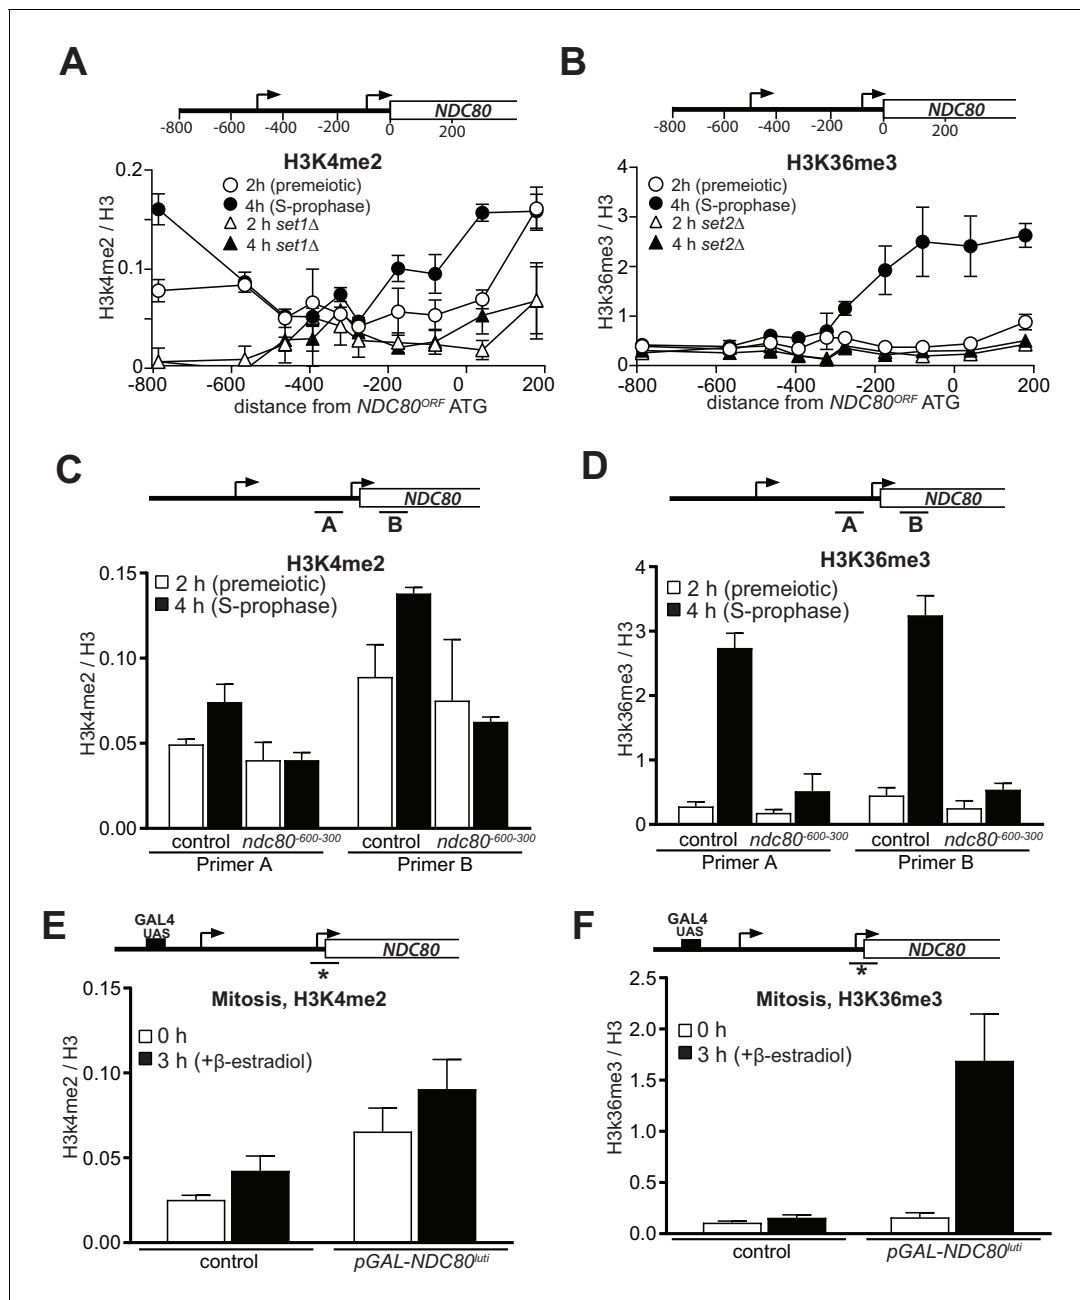 A
NDC80
-800 -600 -400 -200 0 200
H3K4me2
2h (premeiotic)
4h (S-prophase)
2 h set1Δ
4 h set1Δ
0.2
0.1
0
H3k4me2 / H3
-800 -600 -400 -200 0 200
distance from NDC80ORF ATG
B
NDC80
-800 -600 -400 -200 0 200
H3K36me3
2h (premeiotic)
4h (S-prophase)
2 h set2Δ
4 h set2Δ
4
3
2
1
0
H3k36me3 / H3
-800 -600 -400 -200 0 200
distance from NDC80ORF ATG
C
NDC80
A B
H3K4me2
2 h (premeiotic)
4 h (S-prophase)
0.15
0.10
0.05
0.00
H3k4me2 / H3
control ndc80-600-300 control ndc80-600-300
Primer A Primer B
D
NDC80
A B
H3K36me3
2 h (premeiotic)
4 h (S-prophase)
4
3
2
1
0
H3k36me3 / H3
control ndc80-600-300 control ndc80-600-300
Primer A Primer B
E
GAL4
UAS
NDC80
*
Mitosis, H3K4me2
0 h
3 h (+β-estradiol)
0.15
0.10
0.05
0.00
H3k4me2 / H3
control pGAL-NDC80luti
F
GAL4
UAS
NDC80
*
Mitosis, H3K36me3
0 h
3 h (+β-estradiol)
2.5
2.0
1.5
1.0
0.5
0.0
H3k36me3 / H3
control pGAL-NDC80luti